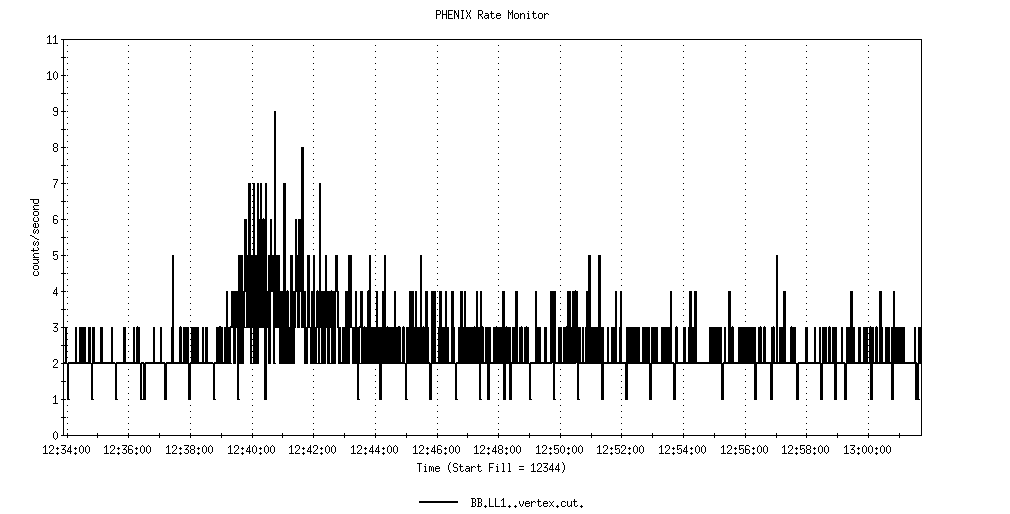 PHENIX Rate Monitor
11
10
9
8
7
6
5
4
3
2
1
0
counts/second
12:34:00 12:36:00 12:38:00 12:40:00 12:42:00 12:44:00 12:46:00 12:48:00 12:50:00 12:52:00 12:54:00 12:56:00 12:58:00 13:00:00
Time (Start Fill = 12344)
BB.LL1..vertex.cut.